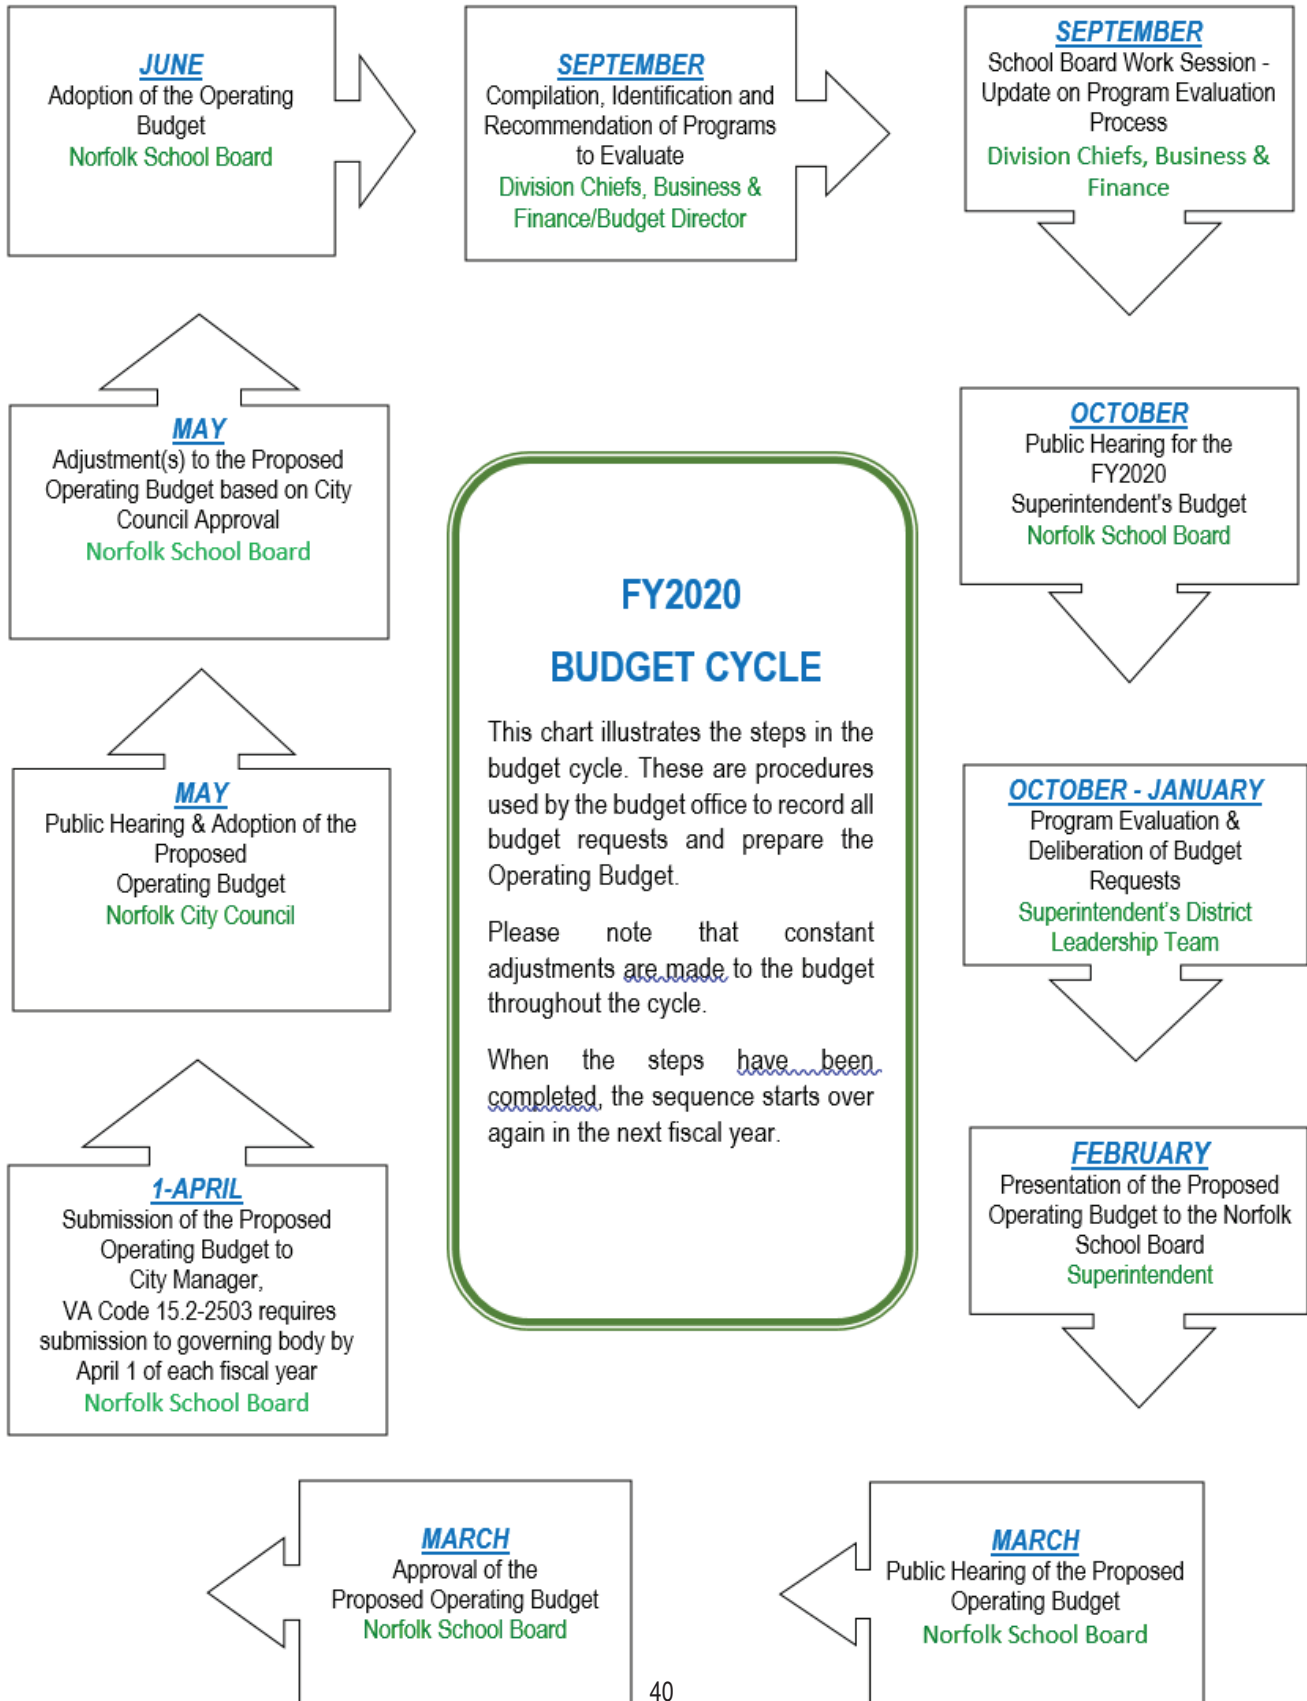 JUNE
Adoption of the Operating
Budget
Norfolk School Board
SEPTEMBER
Compilation, Identification and
Recommendation of Programs
to Evaluate
Division Chiefs, Business &
Finance/Budget Director
SEPTEMBER
School Board Work Session -
Update on Program Evaluation
Process
Division Chiefs, Business &
Finance
OCTOBER
Public Hearing for the
FY2020
Superintendent's Budget
Norfolk School Board
OCTOBER - JANUARY
Program Evaluation &
Deliberation of Budget
Requests
Superintendent's District
Leadership Team
FEBRUARY
Presentation of the Proposed
Operating Budget to the Norfolk
School Board
Superintendent
MARCH
Public Hearing of the Proposed
Operating Budget
Norfolk School Board
MARCH
Approval of the
Proposed Operating Budget
Norfolk School Board
1-APRIL
Submission of the Proposed
Operating Budget to
City Manager,
VA Code 15.2-2503 requires
submission to governing body by
April 1 of each fiscal year
Norfolk School Board
MAY
Public Hearing & Adoption of the
Proposed
Operating Budget
Norfolk City Council
MAY
Adjustment(s) to the Proposed
Operating Budget based on City
Council Approval
Norfolk School Board
FY2020
BUDGET CYCLE
This chart illustrates the steps in the
budget cycle. These are procedures
used by the budget office to record all
budget requests and prepare the
Operating Budget.
Please note that constant
adjustments are made to the budget
throughout the cycle.
When the steps have been
completed, the sequence starts over
again in the next fiscal year.
40